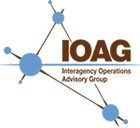 IOAG
Interagency Operations
Advisory Group